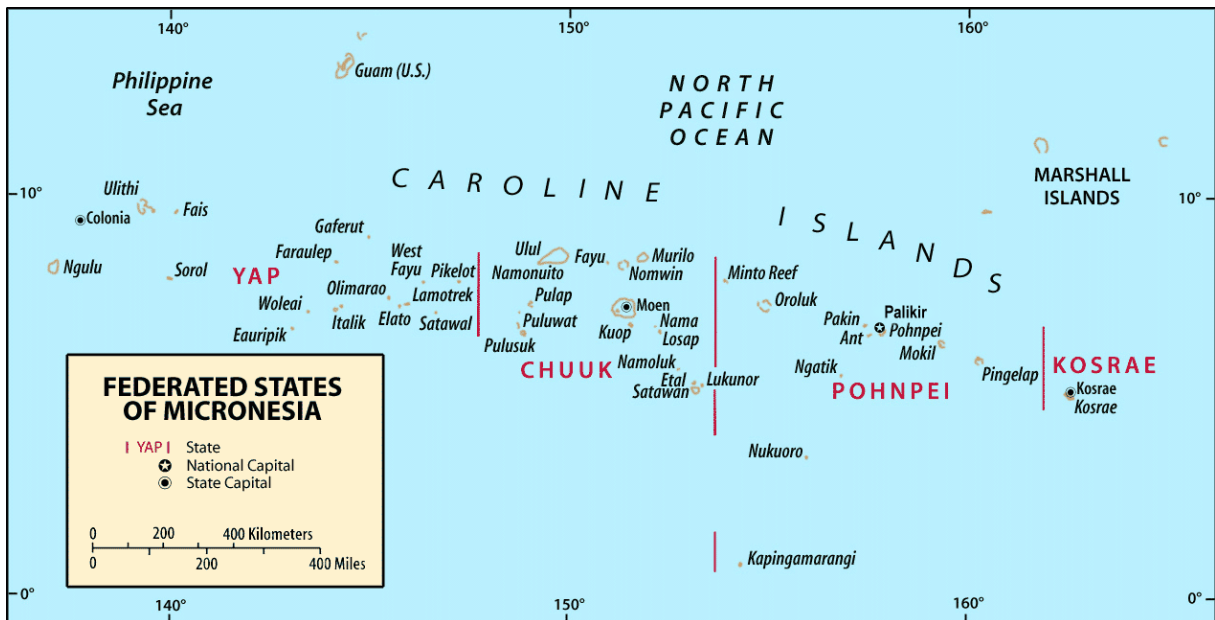 140°
150°
160°
Guam (U.S.)
Philippine
Sea
NORTH
PACIFIC
OCEAN
MARSHALL
ISLANDS
CAROLINE
ISLANDS
10°
10°
Ulithi
Colonia
Fais
Ngulu
Sorol
YAP
Gaferut
Faraulep
West
Fayu
Pikelot
Olimarao
Lamotrek
Woleai
Italik
Elato
Satawal
Eauripik
Ulul
Namonuito
Fayu
Murilo
Nomwin
Pulap
Moen
Puluwat
Kuop
Nama
Losap
Pulusuk
CHUUK
Namoluk
Etal
Satawan
Lukunor
Minto Reef
Oroluk
Pakin
Palikir
Pohnpei
Ant
Mokil
Ngatik
POHNPEI
Pingelap
KOSRAE
Kosrae
Kosrae
Nukuoro
Kapingamarangi
FEDERATED STATES
OF MICRONESIA
YAP State
National Capital
State Capital
0 200 400 Kilometers
0 200 400 Miles
0°
0°
140°
150°
160°